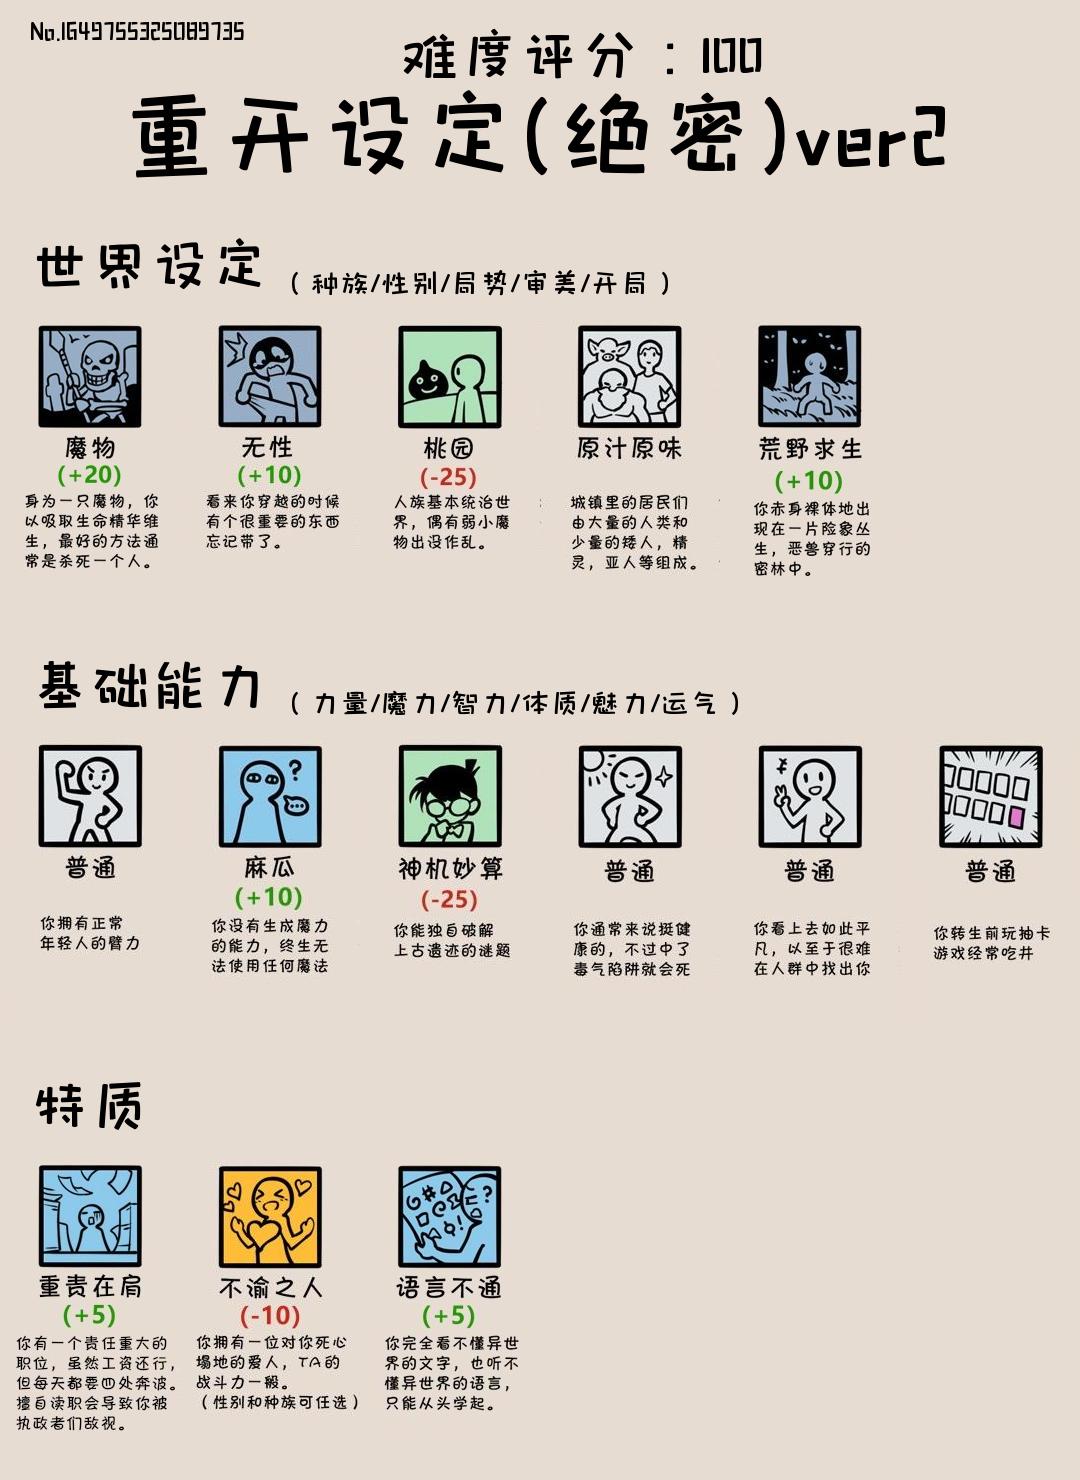 No.1649755325089735
难度评分：100
重开设定(绝密)ver2
世界设定（种族/性别/局势/审美/开局）
魔物 无性 桃园 原汁原味 荒野求生
(+20) (+10) (-25) (+10)
身为一只魔物，你
以吸取生命精华维
生，最好的方法通
常是杀死一个人。
看来你穿越的时候
有个很重要的东西
忘记带了。
人族基本统治世
界，偶有弱小魔
物出没作乱。
城镇里的居民们
由大量的人类和
少量的矮人，精
灵，亚人等组成。
你赤身裸体地出
现在一片险象丛
生，恶兽穿行的
密林中。
基础能力（力量/魔力/智力/体质/魅力/运气）
?
¥
普通 麻瓜 神机妙算 普通 普通 普通
(+10) (-25)
你拥有正常
年轻人的臂力
你没有生成魔力
的能力，终生无
法使用任何魔法
你能独自破解
上古遗迹的谜题
你通常来说挺健
康的，不过中了
毒气陷阱就会死
你看上去如此平
凡，以至于很难
在人群中找出你
你转生前玩抽卡
游戏经常吃井
特质
重责在肩 不渝之人 语言不通
(+5) (-10) (+5)
你有一个责任重大的
职位，虽然工资还行，
但每天都要四处奔波。
擅自渎职会导致你被
执政者们敌视。
你拥有一位对你死心
塌地的爱人，TA的
战斗力一般。
（性别和种族可任选）
你完全看不懂异世
界的文字，也听不
懂异世界的语言，
只能从头学起。